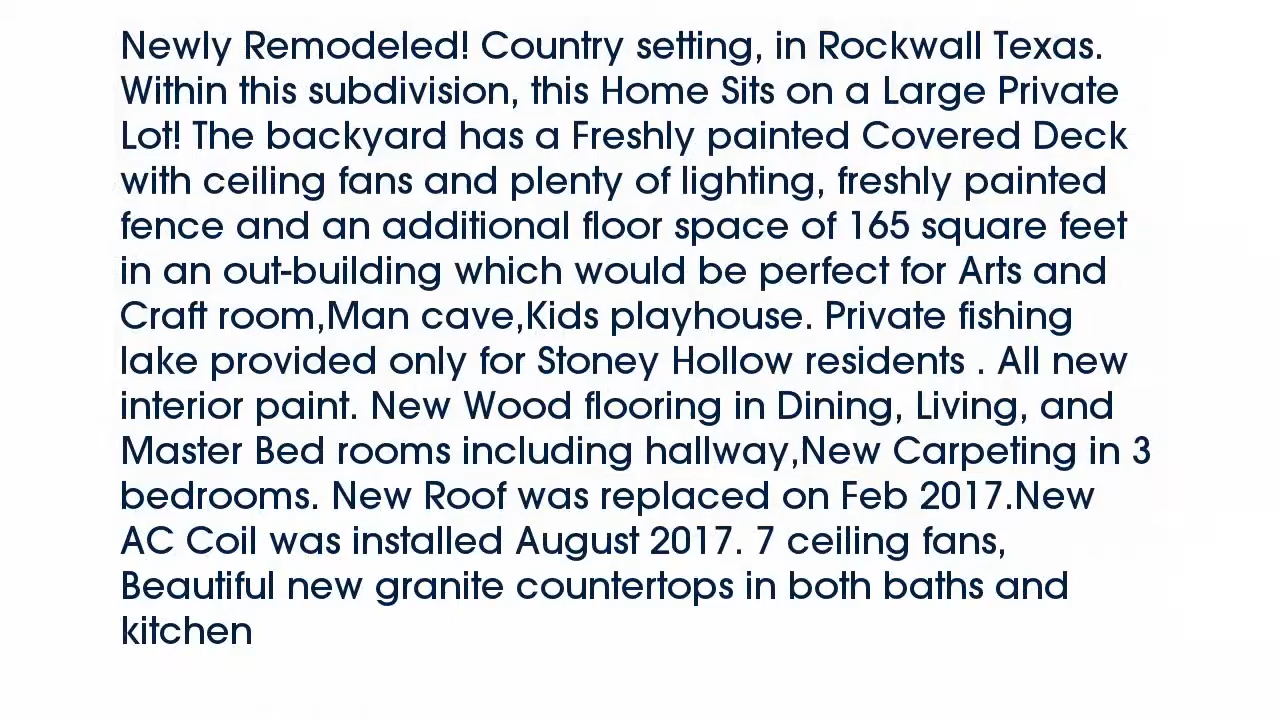 Newly Remodeled! Country setting, in Rockwall Texas.
Within this subdivision, this Home Sits on a Large Private
Lot! The backyard has a Freshly painted Covered Deck
with ceiling fans and plenty of lighting, freshly painted
fence and an additional floor space of 165 square feet
in an out-building which would be perfect for Arts and
Craft room,Man cave,Kids playhouse. Private fishing
lake provided only for Stoney Hollow residents . All new
interior paint. New Wood flooring in Dining, Living, and
Master Bed rooms including hallway,New Carpeting in 3
bedrooms. New Roof was replaced on Feb 2017.New
AC Coil was installed August 2017. 7 ceiling fans,
Beautiful new granite countertops in both baths and
kitchen